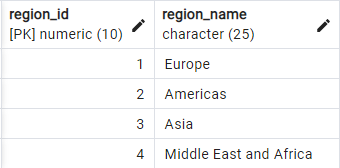 region_id region_name
[PK] numeric (10) character (25)
1 Europe
2 Americas
3 Asia
4 Middle East and Africa